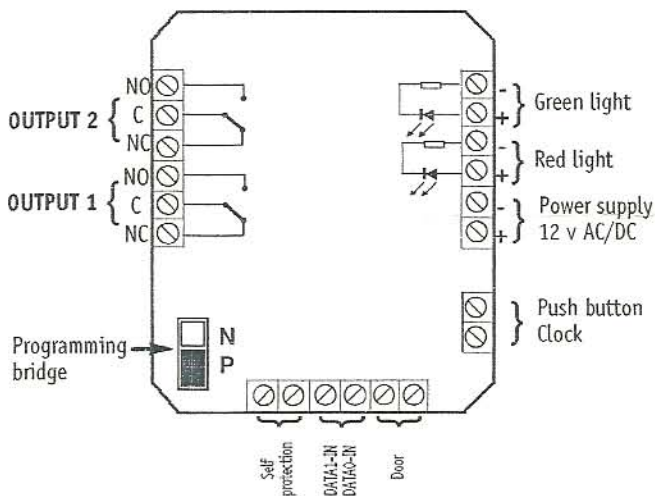 NO
OUTPUT 2
C
NC
NO
OUTPUT 1
C
NC
-
+
Green light
-
+
Red light
-
+
Power supply
12 v AC/DC
Push button
Clock
Programming
bridge
N
P
Self
protection
DATA1-IN
DATA0-IN
Door